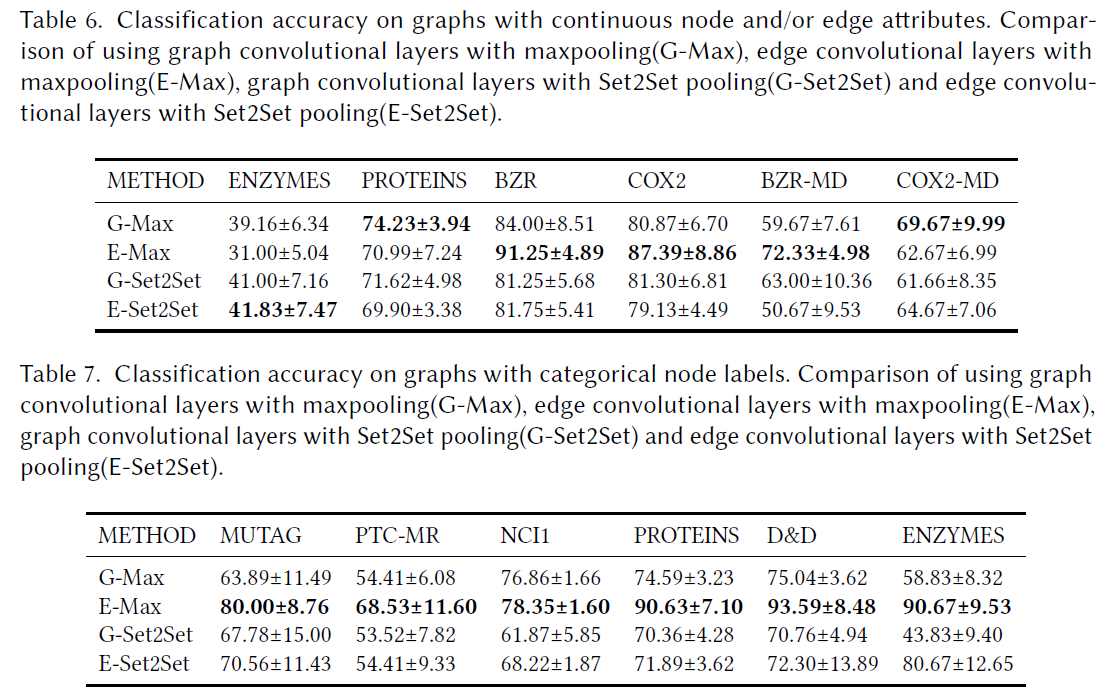 Table 6. Classification accuracy on graphs with continuous node and/or edge attributes. Compar-
ison of using graph convolutional layers with maxpooling(G-Max), edge convolutional layers with
maxpooling(E-Max), graph convolutional layers with Set2Set pooling(G-Set2Set) and edge convolu-
tional layers with Set2Set pooling(E-Set2Set).
METHOD ENZYMES PROTEINS BZR COX2 BZR-MD COX2-MD
G-Max 39.16±6.34 74.23±3.94 84.00±8.51 80.87±6.70 59.67±7.61 69.67±9.99
E-Max 31.00±5.04 70.99±7.24 91.25±4.89 87.39±8.86 72.33±4.98 62.67±6.99
G-Set2Set 41.00±7.16 71.62±4.98 81.25±5.68 81.30±6.81 63.00±10.36 61.66±8.35
E-Set2Set 41.83±7.47 69.90±3.38 81.75±5.41 79.13±4.49 50.67±9.53 64.67±7.06
Table 7. Classification accuracy on graphs with categorical node labels. Comparison of using graph
convolutional layers with maxpooling(G-Max), edge convolutional layers with maxpooling(E-Max),
graph convolutional layers with Set2Set pooling(G-Set2Set) and edge convolutional layers with Set2Set
pooling(E-Set2Set).
METHOD MUTAG PTC-MR NCI1 PROTEINS D&D ENZYMES
G-Max 63.89±11.49 54.41±6.08 76.86±1.66 74.59±3.23 75.04±3.62 58.83±8.32
E-Max 80.00±8.76 68.53±11.60 78.35±1.60 90.63±7.10 93.59±8.48 90.67±9.53
G-Set2Set 67.78±15.00 53.52±7.82 61.87±5.85 70.36±4.28 70.76±4.94 43.83±9.40
E-Set2Set 70.56±11.43 54.41±9.33 68.22±1.87 71.89±3.62 72.30±13.89 80.67±12.65